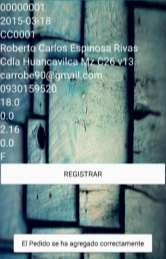 00000001
2015-03-18
CC0001
Roberto Carlos Espinosa Rivas
Cdla Huancavilca Mz C26 v13
carrobe90@gmail.com
0930159520
18.0
0.0
2.16
0.0
F
REGISTRAR
El Pedido se ha agregado correctamente